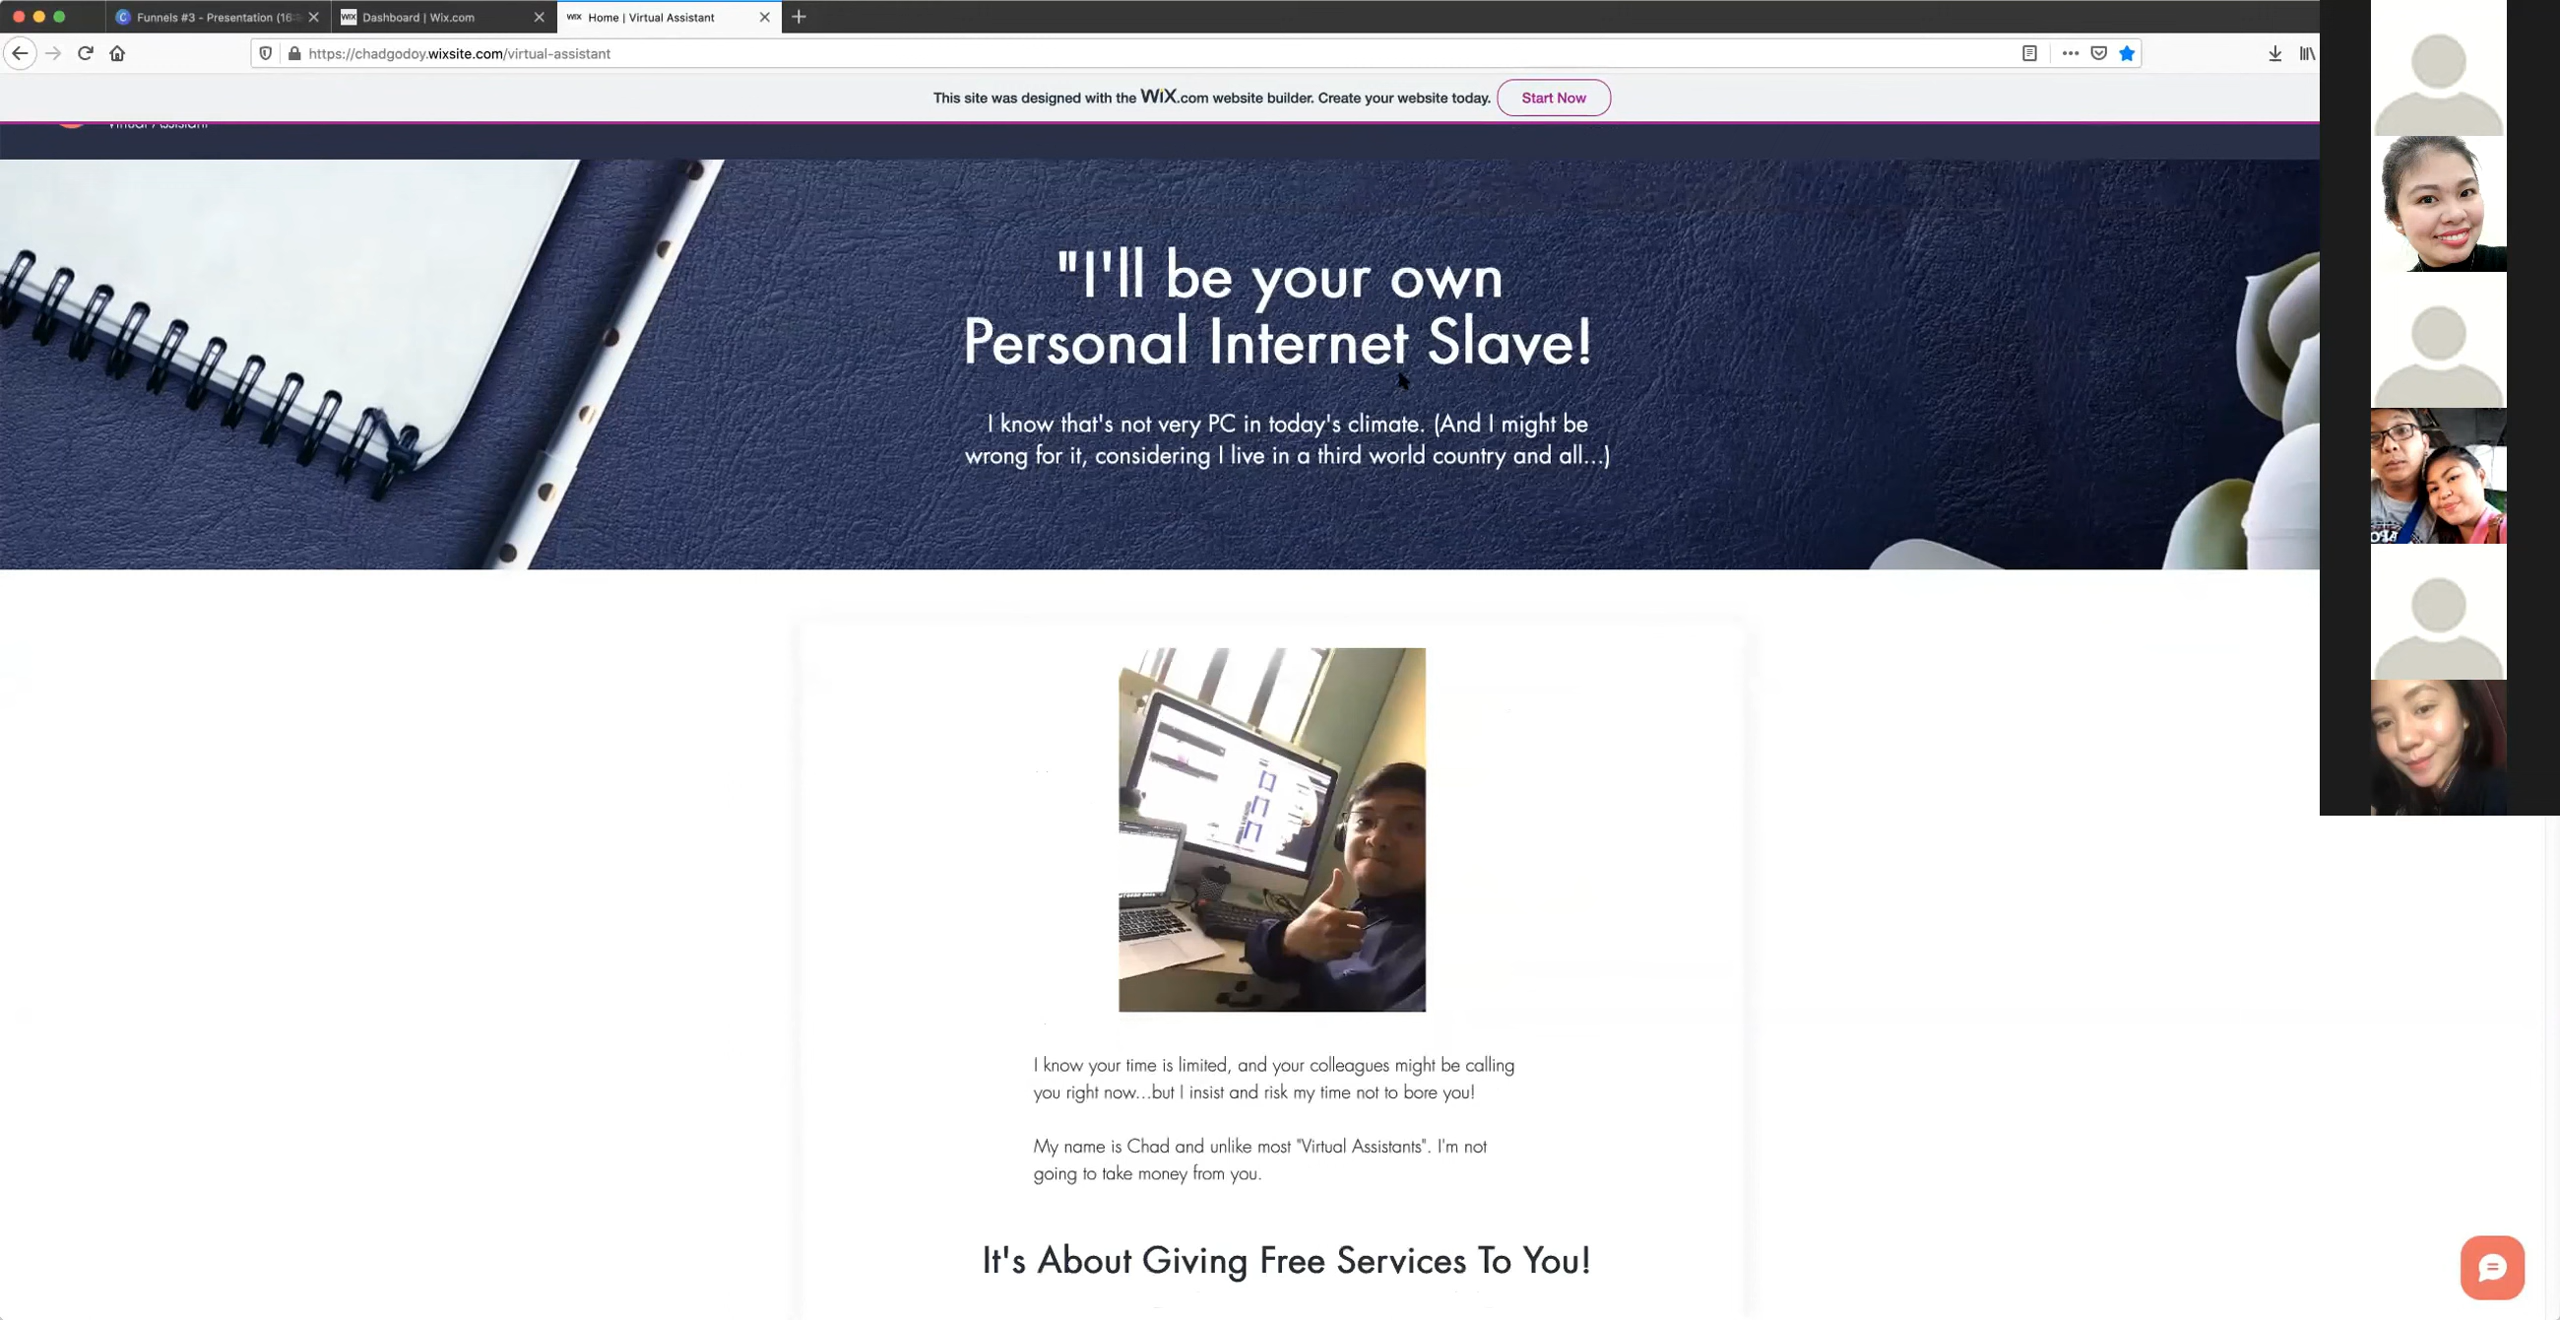 Funnels #3 - Presentation (16:
Dashboard | Wix.com
WIX Home | Virtual Assistant
https://chadgodoy.wixsite.com/virtual-assistant
This site was designed with the WiX.com website builder. Create your website today. Start Now
Virtual Assistant
"I'll be your own
Personal Internet Slave!
I know that's not very PC in today's climate. (And I might be
wrong for it, considering I live in a third world country and all...)
I know your time is limited, and your colleagues might be calling
you right now...but I insist and risk my time not to bore you!
My name is Chad and unlike most "Virtual Assistants". I'm not
going to take money from you.
It's About Giving Free Services To You!